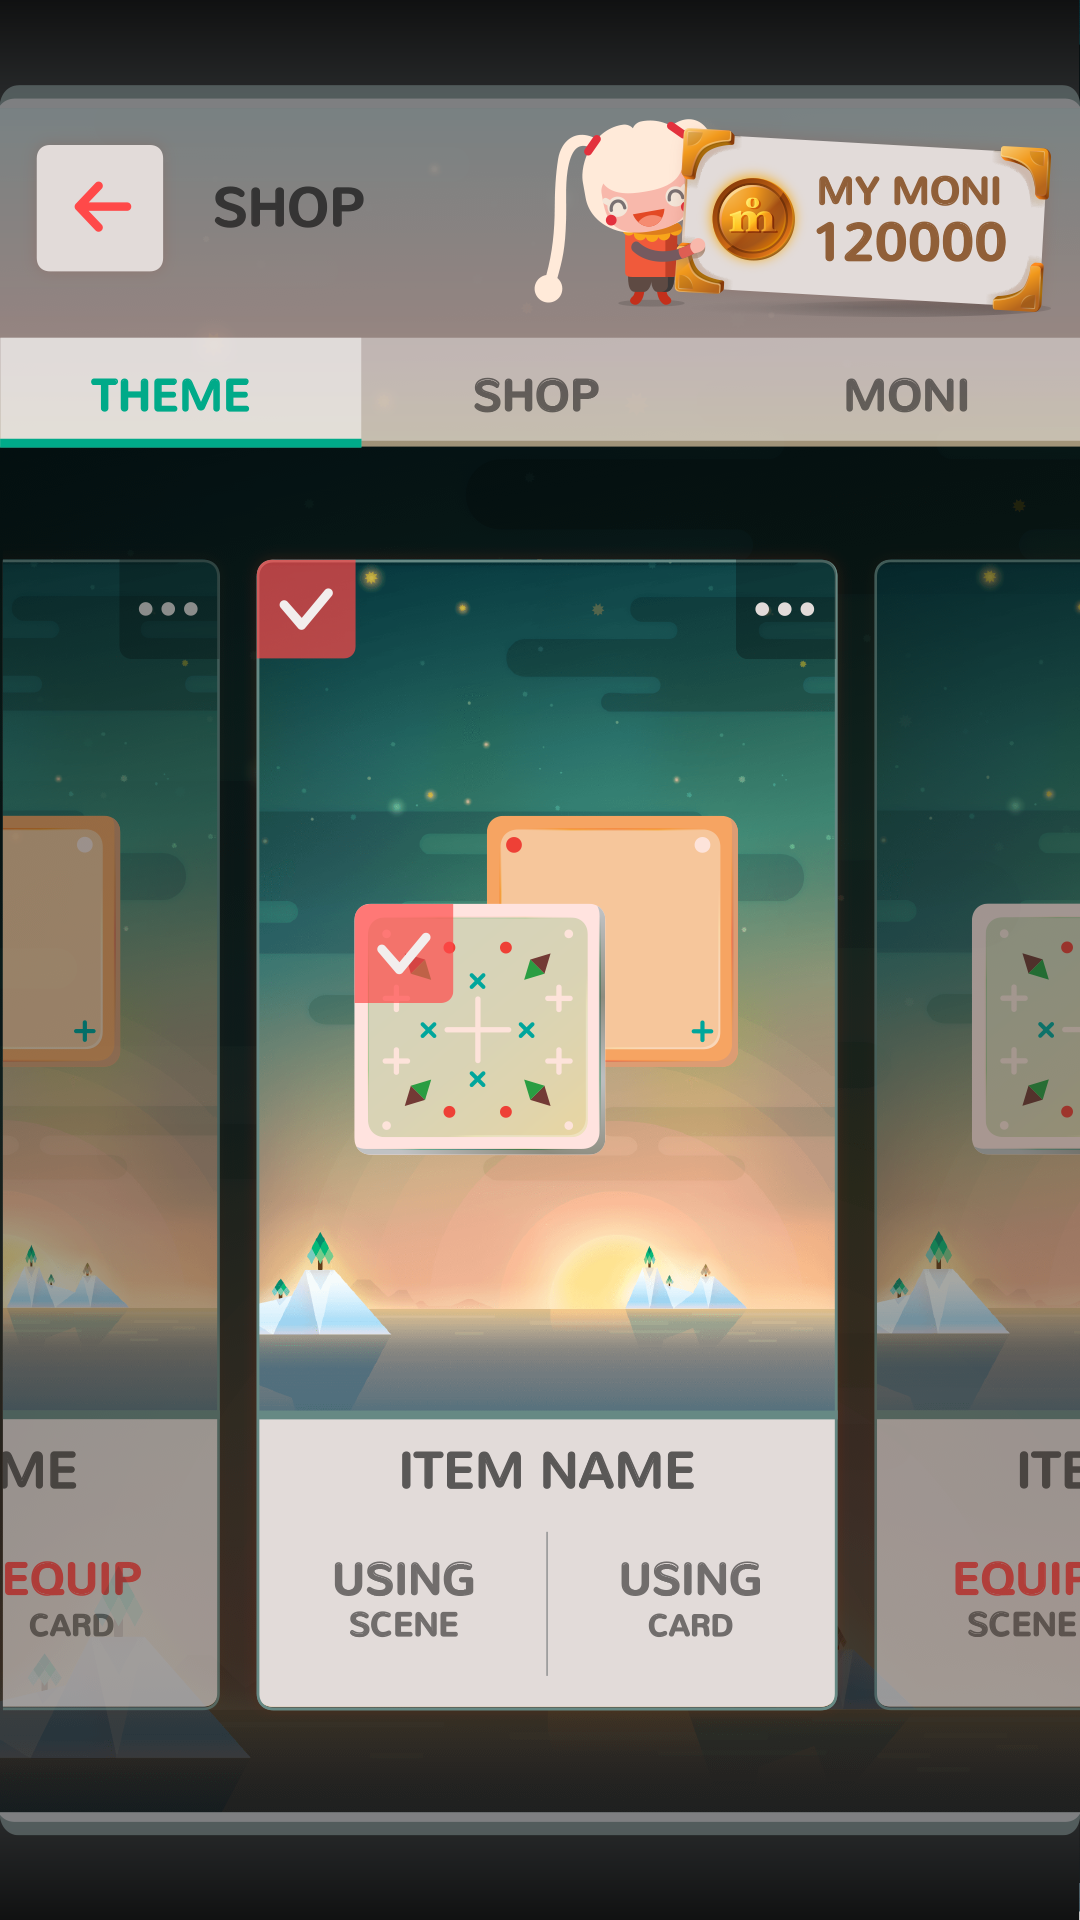 SHOP
MY MONI
120000
THEME
SHOP
MONI
ME
EQUIP
CARD
ITEM NAME
USING
SCENE
USING
CARD
ITE
EQUIP
SCENE